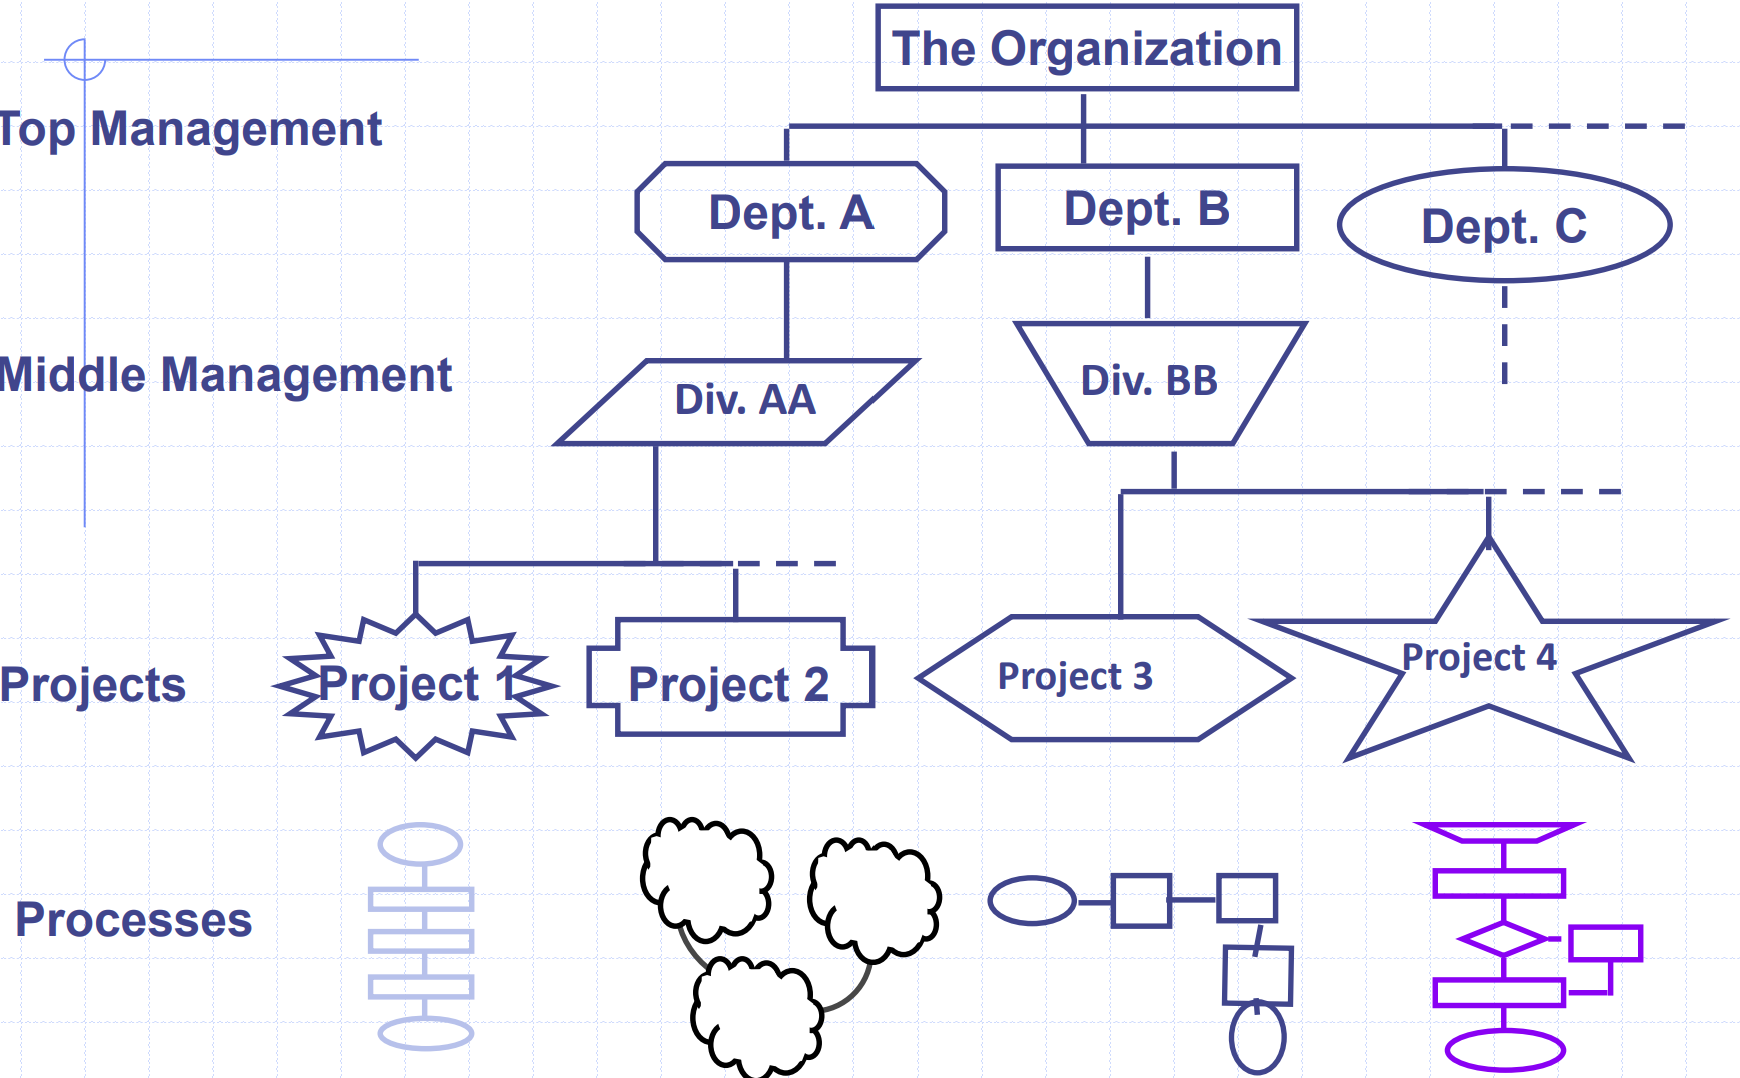 The Organization
Top Management
Dept. A
Dept. B
Dept. C
Middle Management
Div. AA
Div. BB
Projects
Project 1
Project 2
Project 3
Project 4
Processes